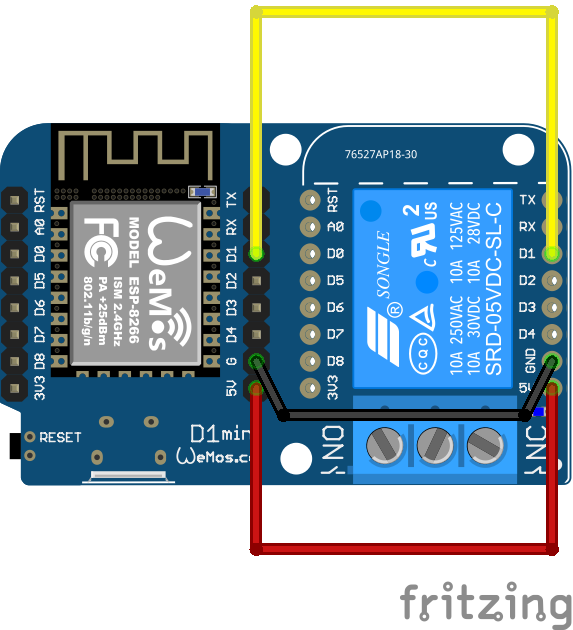 76527AP18-30
RST
A0
D0
D5
D6
D7
D8
3V3
TX
RX
D1
D2
D3
D4
G
5V
WeMos
MODEL ESP-8266
ISM 2.4GHz
PA +25dBm
802.11b/g/n
FC
RESET
D1 min
WeMos.c
RST
A0
D0
D5
D6
D7
D8
3V3
SONGLE
®
c
US
2
CQC
10A 250VAC 10A 125VAC
10A 30VDC 10A 28VDC
SRD-05VDC-SL-C
TX
RX
D1
D2
D3
D4
GND
NO
NC
fritzing